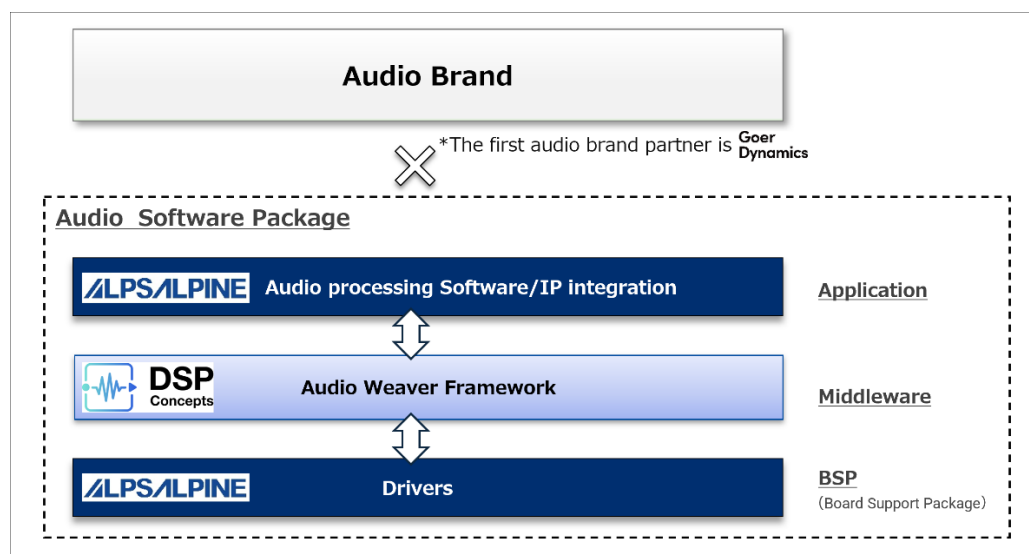 Audio Brand
*The first audio brand partner is Goer Dynamics
Audio Software Package
ALPSALPINE Audio processing Software/IP integration
Application
DSP Concepts
Audio Weaver Framework
Middleware
ALPSALPINE Drivers
BSP
(Board Support Package)